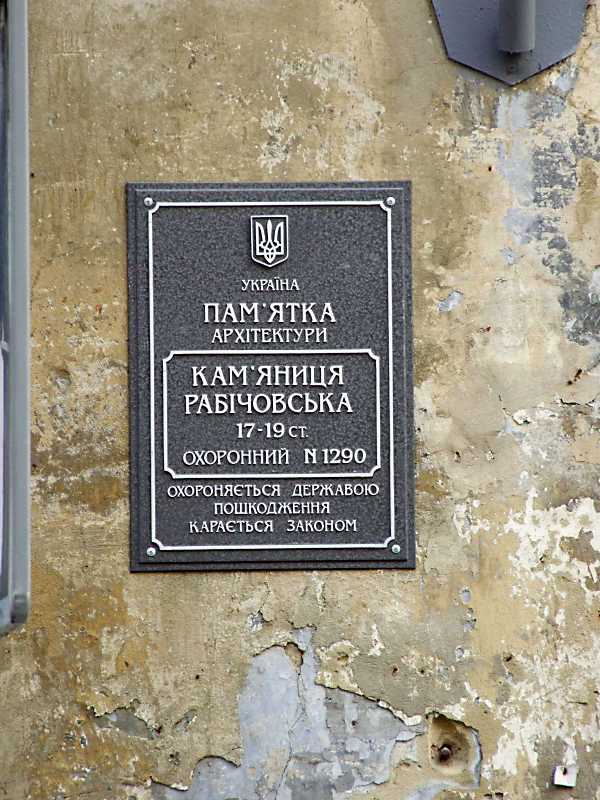 УКРАЇНА
ПАМ'ЯТКА
АРХІТЕКТУРИ
КАМ'ЯНИЦЯ
РАБІЧОВСЬКА
17-19 ст.
ОХОРОННИЙ N 1290
ОХОРОНЯЄТЬСЯ ДЕРЖАВОЮ
ПОШКОДЖЕННЯ
КАРАЄТЬСЯ ЗАКОНОМ